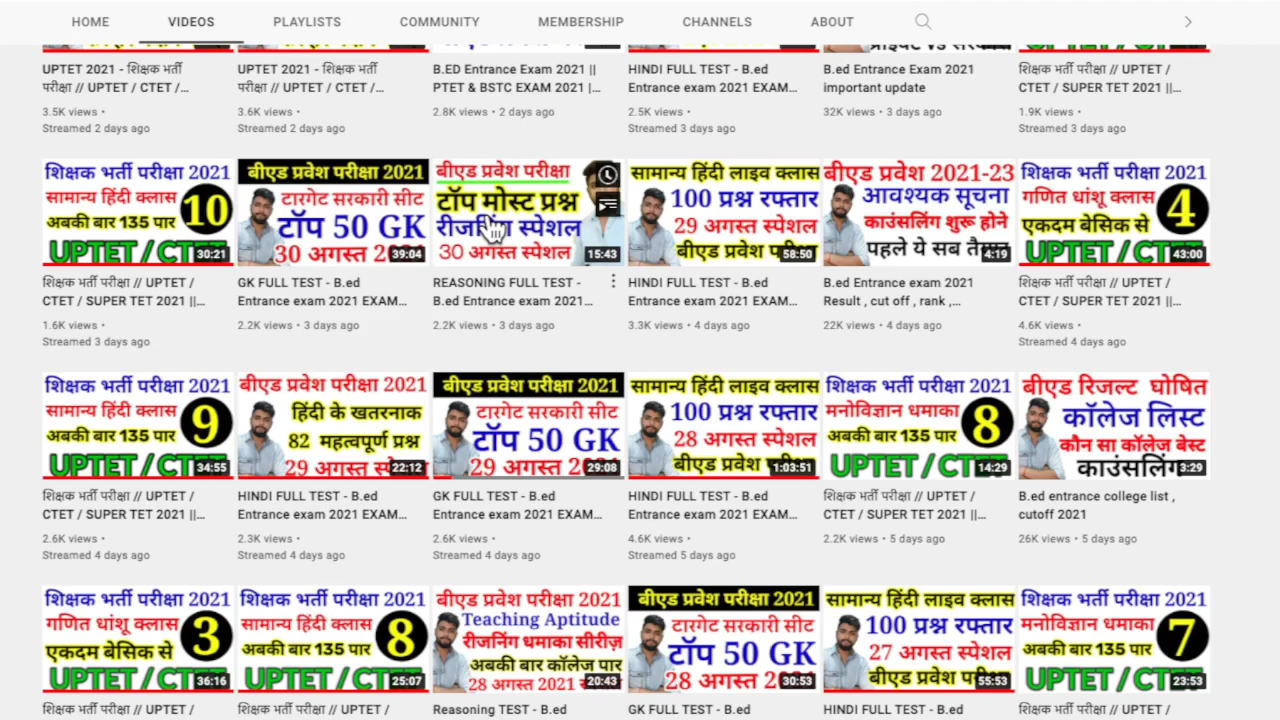 HOME
VIDEOS
PLAYLISTS
COMMUNITY
MEMBERSHIP
CHANNELS
ABOUT
UPTET 2021 - शिक्षक भर्ती
परीक्षा // UPTET / CTET /...
3.5K views •
Streamed 2 days ago
UPTET 2021 - शिक्षक भर्ती
परीक्षा // UPTET / CTET /...
3.6K views •
Streamed 2 days ago
B.ED Entrance Exam 2021 ||
PTET & BSTC EXAM 2021 |...
2.8K views • 2 days ago
HINDI FULL TEST - B.ed
Entrance exam 2021 EXAM...
2.5K views •
Streamed 3 days ago
B.ed Entrance Exam 2021
important update
32K views • 3 days ago
शिक्षक भर्ती परीक्षा // UPTET /
CTET / SUPER TET 2021 ||...
1.9K views •
Streamed 3 days ago
शिक्षक भर्ती परीक्षा 2021
सामान्य हिंदी क्लास
10
अबकी बार 135 पार
UPTET / CTET
30:21
शिक्षक भर्ती परीक्षा // UPTET /
CTET / SUPER TET 2021 ||...
1.6K views •
Streamed 3 days ago
बीएड प्रवेश परीक्षा 2021
टारगेट सरकारी सीट
टॉप 50 GK
30 अगस्त
39:04
GK FULL TEST - B.ed
Entrance exam 2021 EXAM...
2.2K views • 3 days ago
बीएड प्रवेश परीक्षा
टॉप मोस्ट प्रश्न
स्पेशल
30 अगस्त स्पेशल
15:43
REASONING FULL TEST -
B.ed Entrance exam 2021...
2.2K views • 3 days ago
सामान्य हिंदी लाइव क्लास
100 प्रश्न रफ्तार
29 अगस्त स्पेशल
बीएड प्रवेश
58:50
HINDI FULL TEST - B.ed
Entrance exam 2021 EXAM...
3.3K views • 4 days ago
बीएड प्रवेश 2021-23
आवश्यक सूचना
काउंसलिंग शुरू होने
पहले ये सब
4:19
B.ed Entrance exam 2021
Result , cut off , rank ,...
22K views • 4 days ago
शिक्षक भर्ती परीक्षा 2021
गणित धांशू क्लास
4
एकदम बेसिक से
UPTET / CTET
43:00
शिक्षक भर्ती परीक्षा // UPTET /
CTET / SUPER TET 2021 ||...
4.6K views •
Streamed 4 days ago
शिक्षक भर्ती परीक्षा 2021
सामान्य हिंदी क्लास
9
अबकी बार 135 पार
UPTET / CTET
34:55
शिक्षक भर्ती परीक्षा // UPTET /
CTET / SUPER TET 2021 ||...
2.6K views •
Streamed 4 days ago
बीएड प्रवेश परीक्षा 2021
हिंदी के खतरनाक
82 महत्वपूर्ण प्रश्न
29 अगस्त
22:12
HINDI FULL TEST - B.ed
Entrance exam 2021 EXAM...
2.3K views •
Streamed 4 days ago
बीएड प्रवेश परीक्षा 2021
टारगेट सरकारी सीट
टॉप 50 GK
29 अगस्त
29:08
GK FULL TEST - B.ed
Entrance exam 2021 EXAM...
2.6K views •
Streamed 4 days ago
सामान्य हिंदी लाइव क्लास
100 प्रश्न रफ्तार
28 अगस्त स्पेशल
बीएड प्रवेश
1:03:51
HINDI FULL TEST - B.ed
Entrance exam 2021 EXAM...
4.6K views •
Streamed 5 days ago
शिक्षक भर्ती परीक्षा 2021
मनोविज्ञान धमाका
8
अबकी बार 135 पार
UPTET / CTET
14:29
शिक्षक भर्ती परीक्षा // UPTET /
CTET / SUPER TET 2021 ||...
2.2K views • 5 days ago
बीएड रिजल्ट घोषित
कॉलेज लिस्ट
कौन सा कॉलेज बेस्ट
काउंसलिंग
3:29
B.ed entrance college list ,
cutoff 2021
26K views • 5 days ago
शिक्षक भर्ती परीक्षा 2021
गणित धांशू क्लास
3
एकदम बेसिक से
UPTET / CTET
36:16
शिक्षक भर्ती परीक्षा // UPTET /
शिक्षक भर्ती परीक्षा 2021
सामान्य हिंदी क्लास
8
अबकी बार 135 पार
UPTET / CTET
25:07
शिक्षक भर्ती परीक्षा // UPTET /
बीएड प्रवेश परीक्षा 2021
Teaching Aptitude
रीजनिंग धमाका सीरीज़
अबकी बार कॉलेज पार
28 अगस्त 2021
20:43
Reasoning TEST - B.ed
बीएड प्रवेश परीक्षा 2021
टारगेट सरकारी सीट
टॉप 50 GK
28 अगस्त
30:53
GK FULL TEST - B.ed
सामान्य हिंदी लाइव क्लास
100 प्रश्न रफ्तार
27 अगस्त स्पेशल
बीएड प्रवेश
55:53
HINDI FULL TEST - B.ed
शिक्षक भर्ती परीक्षा 2021
मनोविज्ञान धमाका
7
अबकी बार 135 पार
UPTET / CTET
23:53
शिक्षक भर्ती परीक्षा // UPTET /